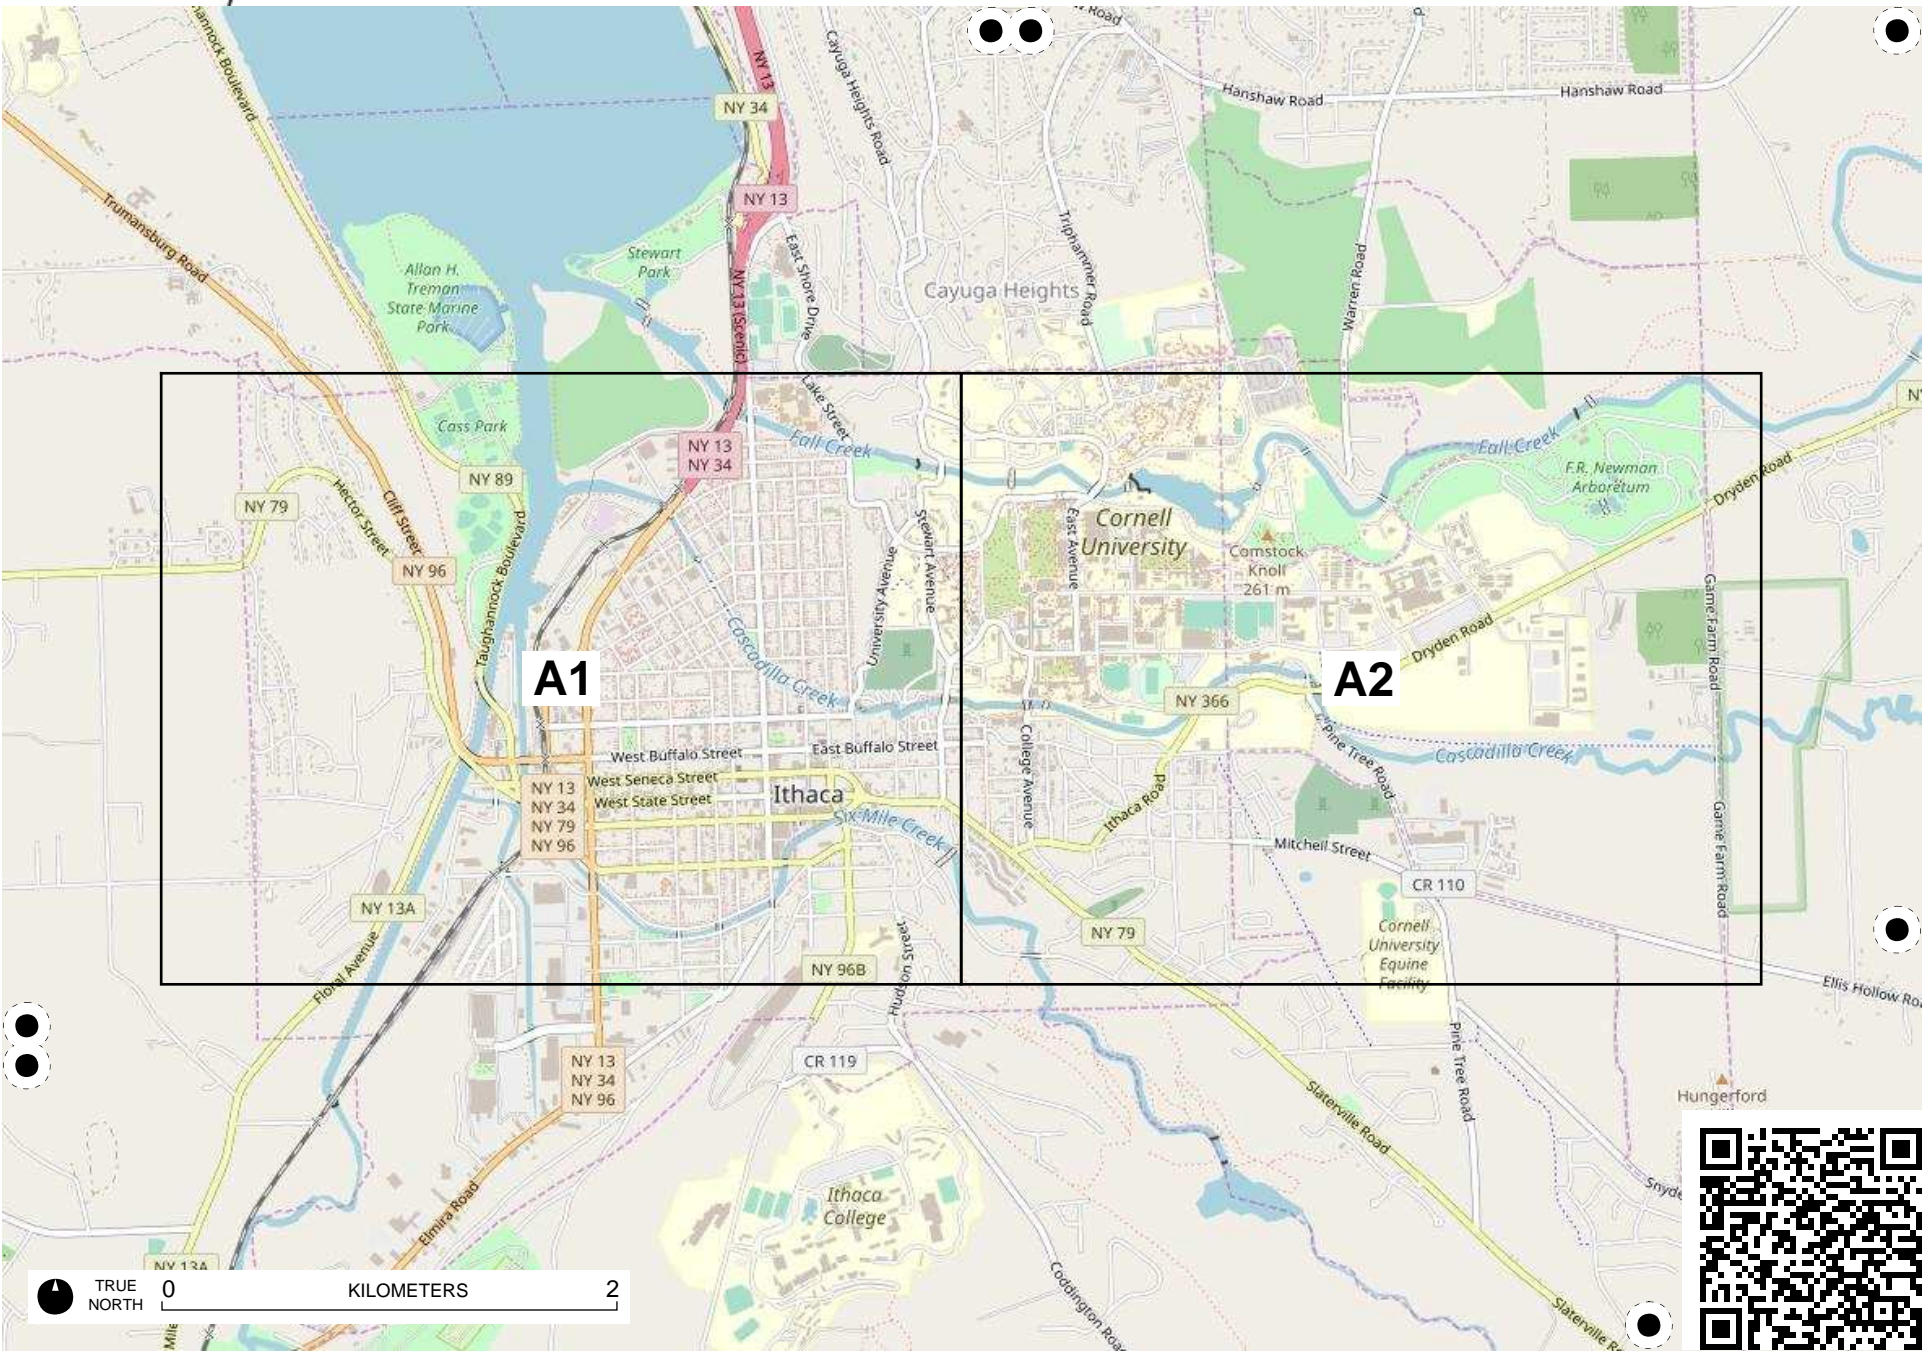 Taughannock Boulevard
NY 13
Cayuga Heights Road
Hanshaw Road
Hanshaw Road
NY 34
NY 13
Trumansburg Road
Allan H.
Treman
State Marine
Park
Stewart
Park
East Shore Drive
NY 13 (Scenic)
Cayuga Heights
Triphammer Road
Warren Road
Lake Street
Cass Park
NY 13
NY 34
Fall Creek
Fall Creek
F.R. Newman
Arboretum
NY 89
NY 79
Hector Street
Cliff Street
Dryden Road
Stewart Avenue
East Avenue
Cornell
University
Comstock
Knoll
261 m
NY 96
Taughannock Boulevard
University Avenue
Game Farm Road
Cascadilla Creek
Dryden Road
A1
A2
NY 366
West Buffalo Street
East Buffalo Street
College Avenue
Pine Tree Road
Cascadilla Creek
West Seneca Street
West State Street
Ithaca
NY 13
NY 34
NY 79
NY 96
Six Mile Creek
Ithaca Road
Mitchell Street
Game Farm Road
CR 110
NY 13A
NY 79
Cornell
University
Equine
Facility
Floral Avenue
NY 96B
Hudson Street
Ellis Hollow Roa
CR 119
NY 13
NY 34
NY 96
Pine Tree Road
Slaterville Road
Hungerford
Ithaca
College
Elmira Road
Snyde
NY 13A
Coddington Road
Slaterville R
TRUE
NORTH
0 KILOMETERS 2